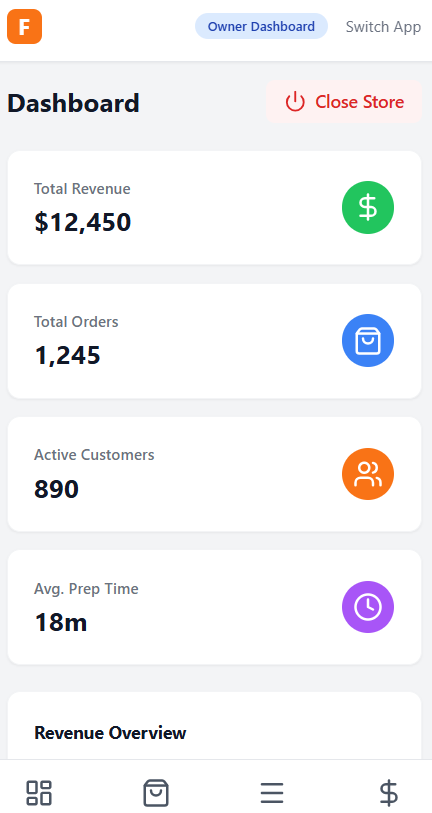 F
Owner Dashboard
Switch App
Dashboard
Close Store
Total Revenue
$12,450
Total Orders
1,245
Active Customers
890
Avg. Prep Time
18m
Revenue Overview